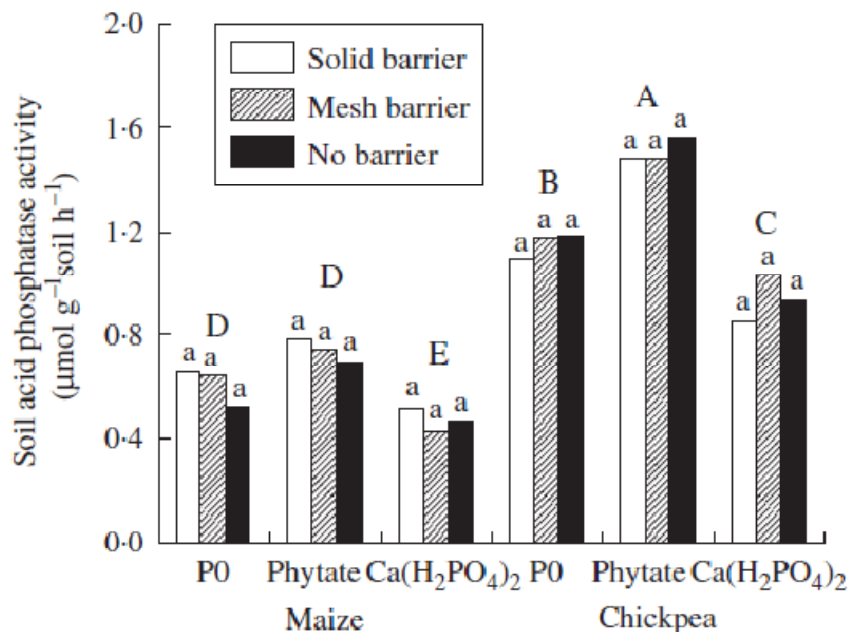 Soil acid phosphatase activity
(μmol g⁻¹soil h⁻¹)
2·0
1·6
1·2
0·8
0·4
0·0
Solid barrier
Mesh barrier
No barrier
D
a a a
D
a a a
E
a a a
B
a a a
A
a a a
C
a a a
P0 Phytate Ca(H₂PO₄)₂ P0 Phytate Ca(H₂PO₄)₂
Maize Chickpea